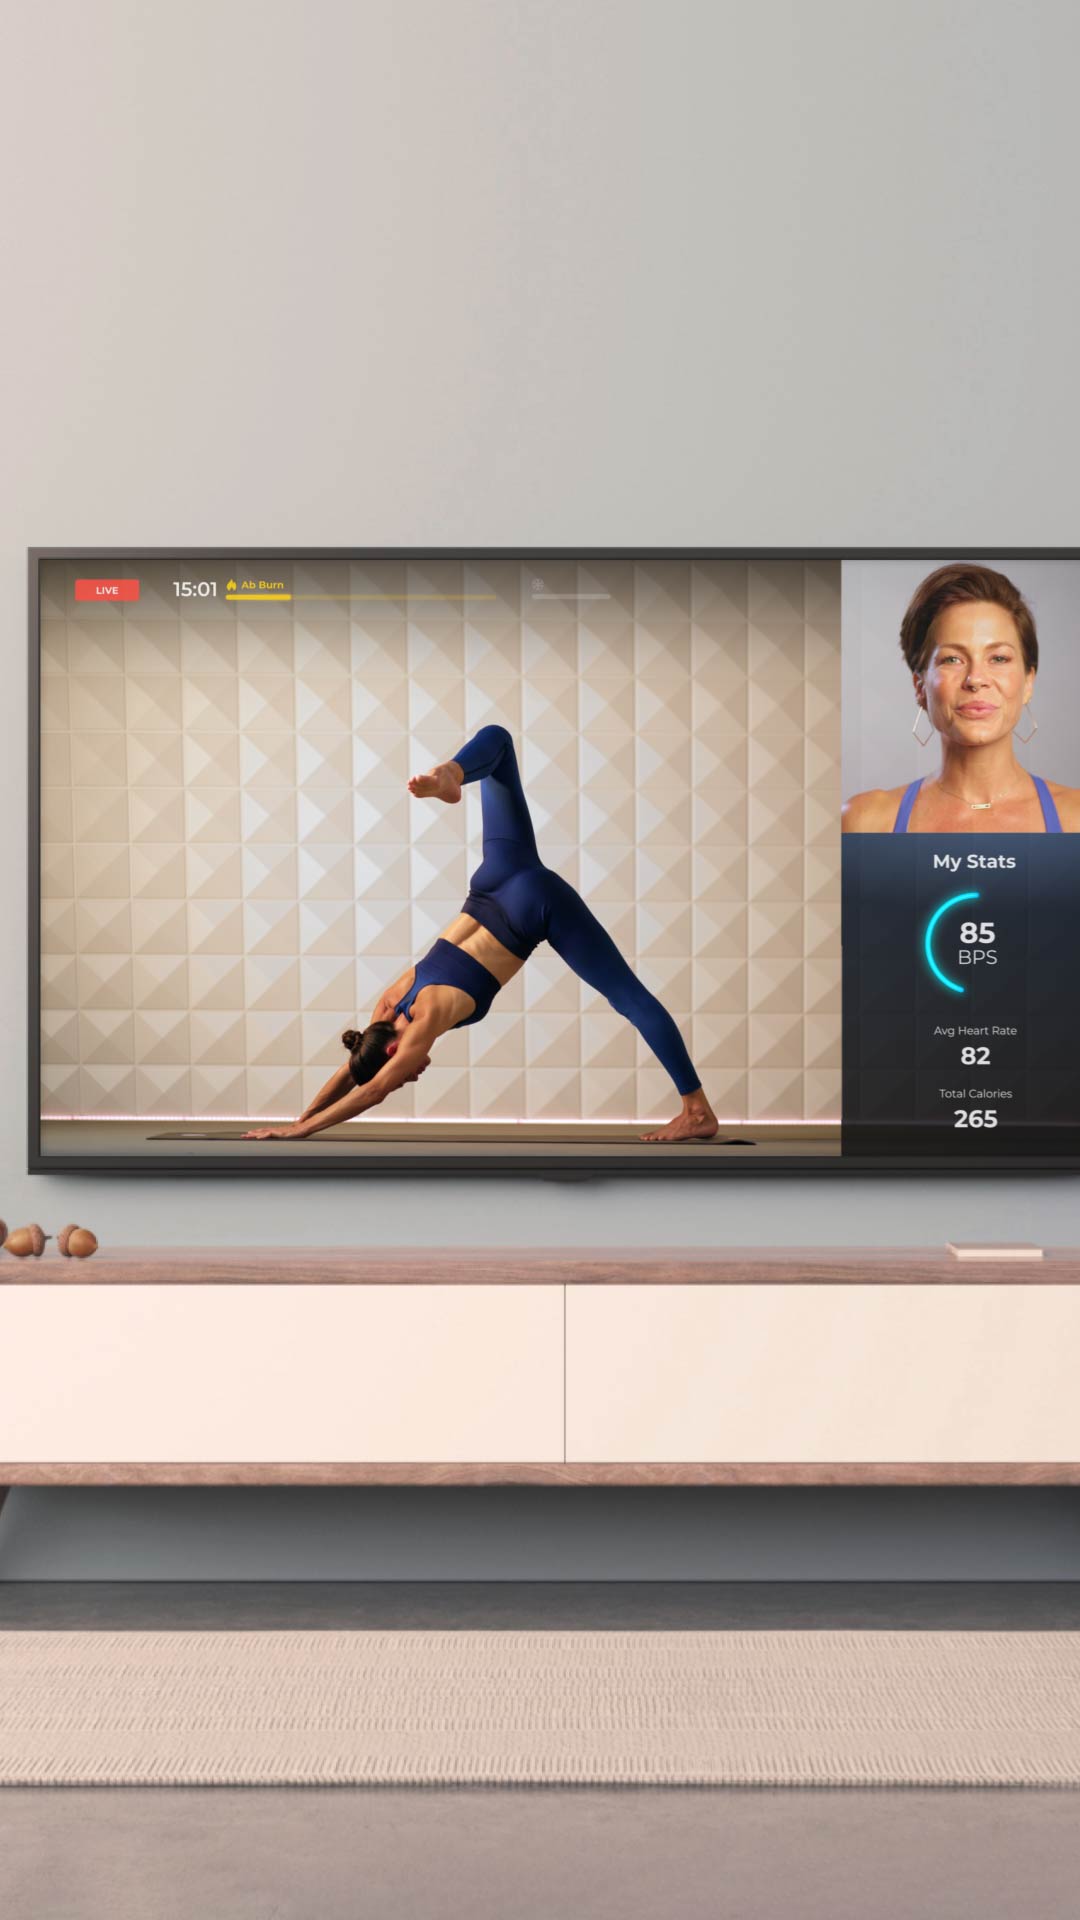 LIVE
15:01
Ab Burn
My Stats
85
BPS
Avg Heart Rate
82
Total Calories
265